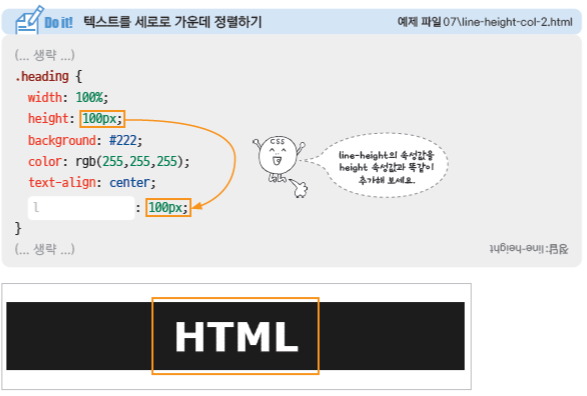 Do it! 텍스트를 세로로 가운데 정렬하기 예제 파일 07\line-height-col-2.html
(... 생략 ...)
.heading {
width: 100%;
height: 100px;
background: #222;
color: rgb(255,255,255);
text-align: center;
l : 100px;
}
(... 생략 ...)
CSS
line-height의 속성값을
height 속성값과 똑같이
추가해 보세요.
정답: line-height
HTML